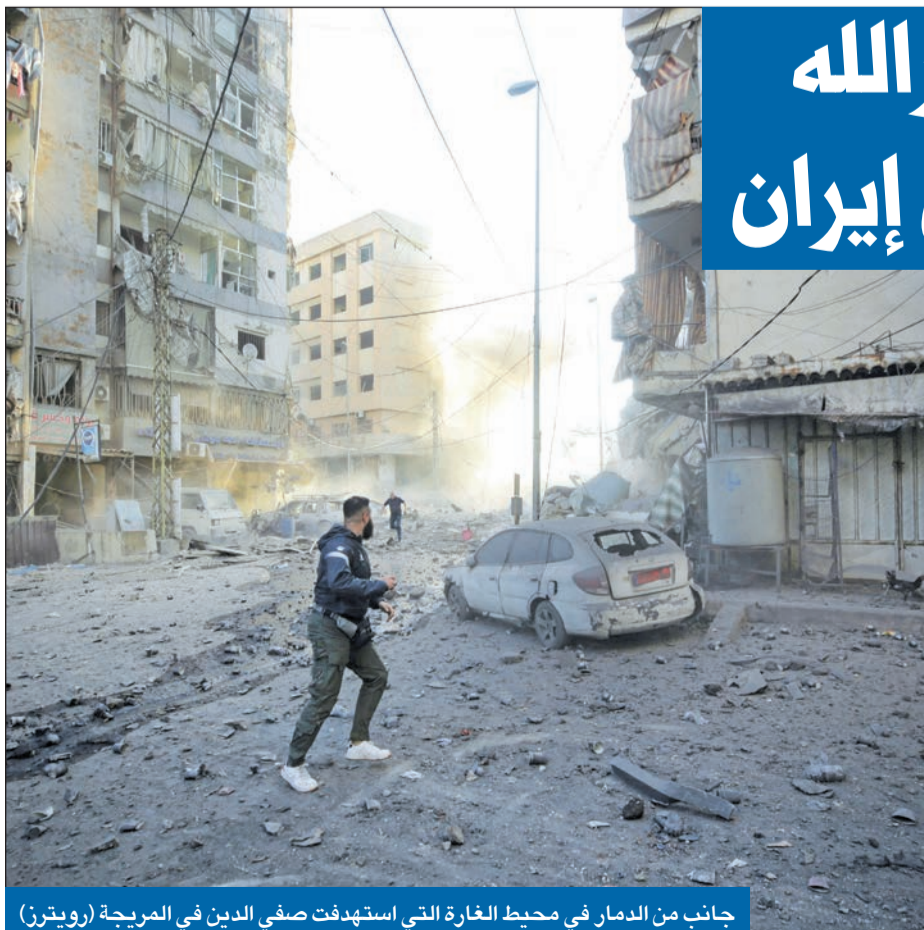 الله
إيران
جانب من الدمار في محيط الغارة التي استهدفت صفي الدين في المريجة (رويترز)